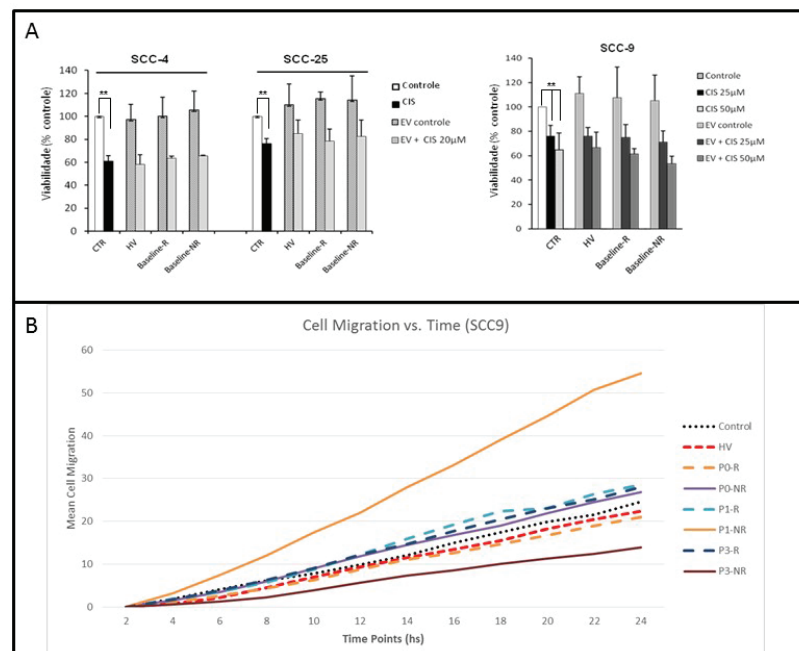 A
SCC-4
SCC-25
SCC-9
Viabilidade (% controle)
140
120
100
80
60
40
20
0
**
CTR
HV
Baseline-R
Baseline-NR
**
CTR
HV
Baseline-R
Baseline-NR
Controle
CIS
EV controle
EV + CIS 20µM
Viabilidade (% controle)
140
120
100
80
60
40
20
0
**
CTR
HV
Baseline-R
Baseline-NR
Controle
CIS 25µM
CIS 50µM
EV controle
EV + CIS 25µM
EV + CIS 50µM
B
Cell Migration vs. Time (SCC9)
Mean Cell Migration
60
50
40
30
20
10
0
2 4 6 8 10 12 14 16 18 20 22 24
Time Points (hs)
Control
HV
P0-R
P0-NR
P1-R
P1-NR
P3-R
P3-NR